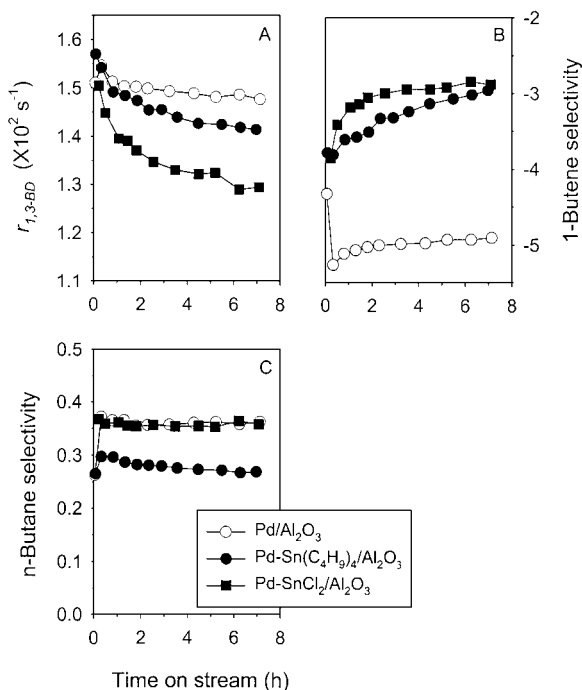 A
1.6
1.5
1.4
1.3
1.2
1.1
0 2 4 6 8
r1,3-BD (X10² s⁻¹)
B
-2
-3
-4
-5
0 2 4 6 8
1-Butene selectivity
C
0.5
0.4
0.3
0.2
0.1
0.0
0 2 4 6 8
n-Butane selectivity
Pd/Al₂O₃
Pd-Sn(C₄H₉)₄/Al₂O₃
Pd-SnCl₂/Al₂O₃
Time on stream (h)